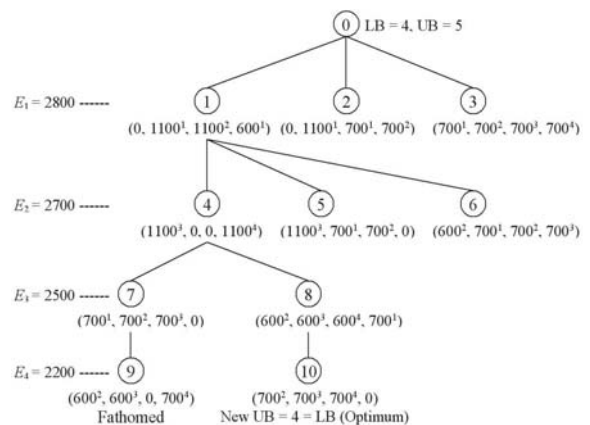 0 LB = 4, UB = 5
E₁ = 2800 ------ 1 2 3
(0, 1100¹, 1100², 600¹) (0, 1100¹, 700¹, 700²) (700¹, 700², 700³, 700⁴)
E₂ = 2700 ------ 4 5 6
(1100³, 0, 0, 1100⁴) (1100³, 700¹, 700², 0) (600², 700¹, 700², 700³)
E₃ = 2500 ------ 7 8
(700¹, 700², 700³, 0) (600², 600³, 600⁴, 700¹)
E₄ = 2200 ------ 9 10
(600², 600³, 0, 700⁴) (700², 700³, 700⁴, 0)
Fathomed New UB = 4 = LB (Optimum)